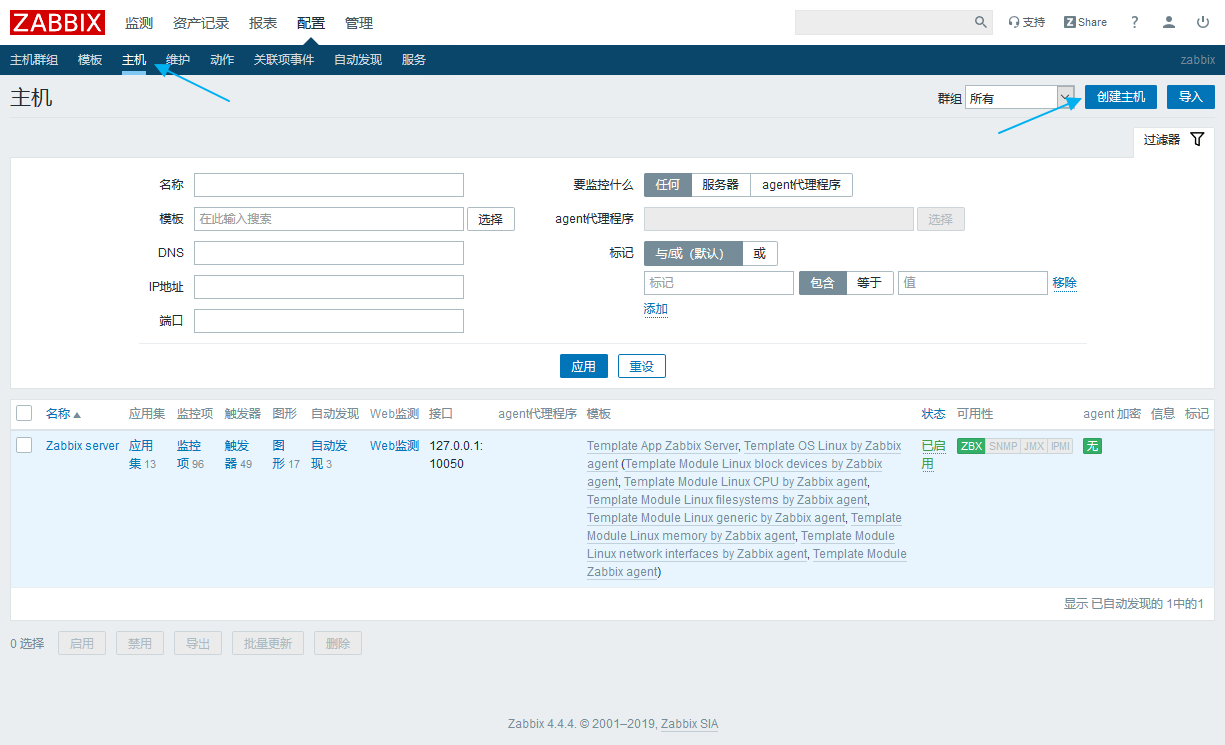 ZABBIX 监测 资产记录 报表 配置 管理 支持 Z Share ?
主机群组 模板 主机 维护 动作 关联项事件 自动发现 服务 zabbix
主机 群组 所有 创建主机 导入
过滤器
名称 要监控什么 任何 服务器 agent代理程序
模板 在此输入搜索 选择 agent代理程序 选择
DNS 标记 与/或（默认） 或
IP地址 标记 包含 等于 值 移除
添加
端口
应用 重设
名称 应用集 监控项 触发器 图形 自动发现 Web监测 接口 agent代理程序 模板 状态 可用性 agent 加密 信息 标记
Zabbix server 应用 监控 触发 图 自动发 Web监测 127.0.0.1: Template App Zabbix Server, Template OS Linux by Zabbix 已启 ZBX SNMP JMX IPMI 无
集 13 项 96 器 49 形 17 现 3 10050 agent (Template Module Linux block devices by Zabbix 用
agent, Template Module Linux CPU by Zabbix agent,
Template Module Linux filesystems by Zabbix agent,
Template Module Linux generic by Zabbix agent, Template
Module Linux memory by Zabbix agent, Template Module
Linux network interfaces by Zabbix agent, Template Module
Zabbix agent)
显示 已自动发现的 1中的1
0 选择 启用 禁用 导出 批量更新 删除
Zabbix 4.4.4. © 2001–2019, Zabbix SIA